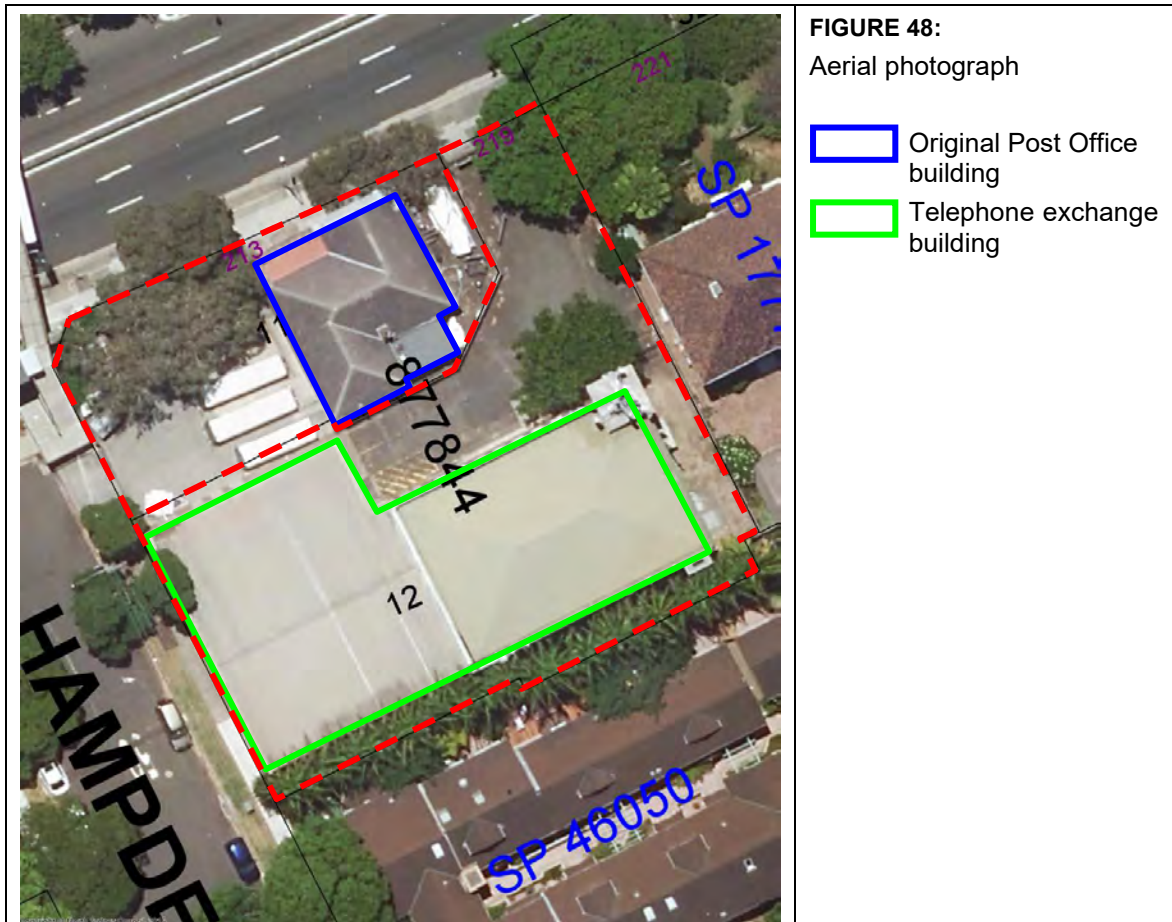 FIGURE 48:
Aerial photograph
Original Post Office
building
Telephone exchange
building
221
219
213
SP
11
877844
12
HAMPDE
SP 46050